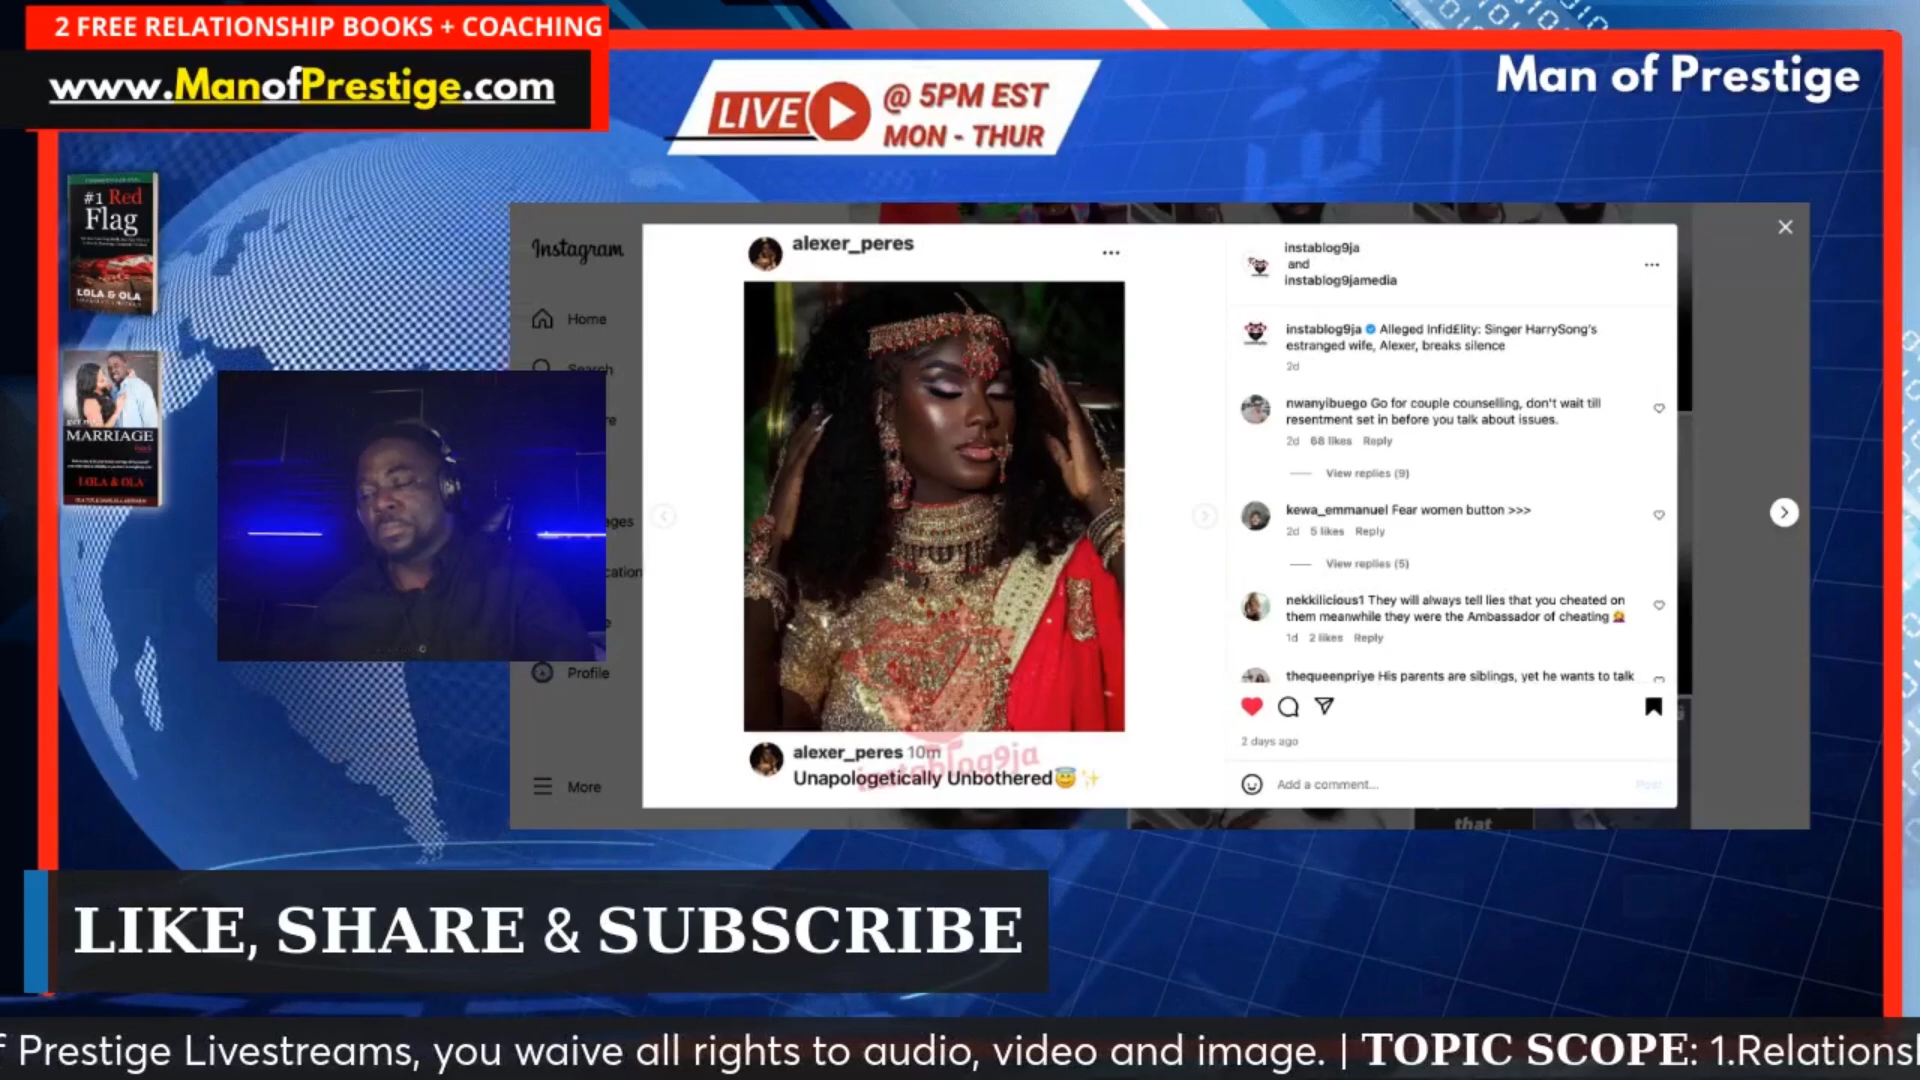 2 FREE RELATIONSHIP BOOKS + COACHING
www.ManofPrestige.com
LIVE
@ 5PM EST
MON - THUR
Man of Prestige
#1 Red
Flag
LOLA & OLA
MARRIAGE
LOLA & OLA
Instagram
Home
Search
Profile
More
alexer_peres
alexer_peres 10m
Unapologetically Unbothered😇✨
instablog9ja
instablog9ja
and
instablog9jamedia
instablog9ja Alleged Infid£lity: Singer HarrySong's
estranged wife, Alexer, breaks silence
2d
nwanyibuego Go for couple counselling, don't wait till
resentment set in before you talk about issues.
2d 68 likes Reply
View replies (9)
kewa_emmanuel Fear women button >>>
2d 5 likes Reply
View replies (5)
nekkilicious1 They will always tell lies that you cheated on
them meanwhile they were the Ambassador of cheating 🤦
1d 2 likes Reply
thequeenpriye His parents are siblings, yet he wants to talk
2 days ago
Add a comment...
Post
that
LIKE, SHARE & SUBSCRIBE
f Prestige Livestreams, you waive all rights to audio, video and image. | TOPIC SCOPE: 1.Relations